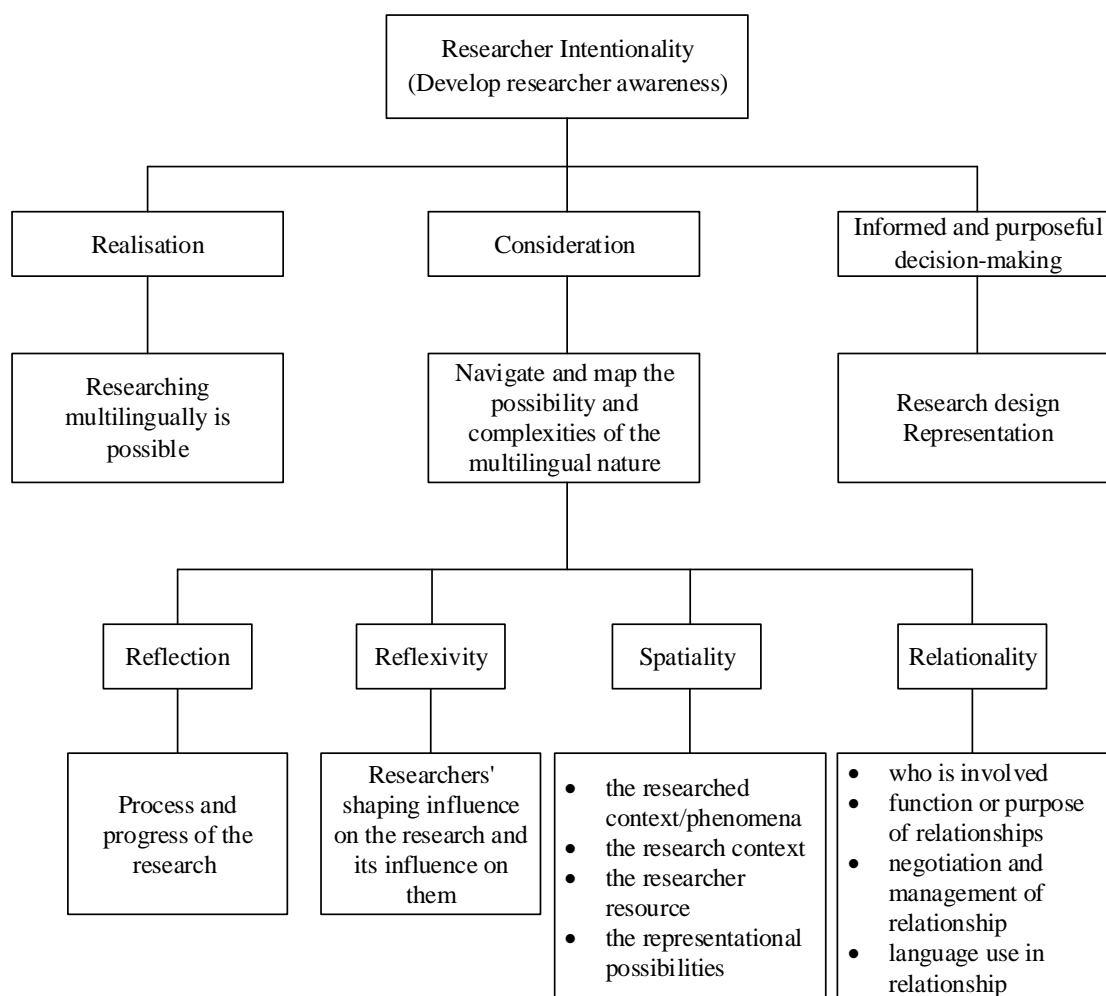 Researcher Intentionality
(Develop researcher awareness)
Realisation
Consideration
Informed and purposeful
decision-making
Researching
multilingually is
possible
Navigate and map the
possibility and
complexities of the
multilingual nature
Research design
Representation
Reflection
Reflexivity
Spatiality
Relationality
Process and
progress of the
research
Researchers'
shaping influence
on the research and
its influence on
them
• the researched
context/phenomena
• the research context
• the researcher
resource
• the representational
possibilities
• who is involved
• function or purpose
of relationships
• negotiation and
management of
relationship
• language use in
relationship